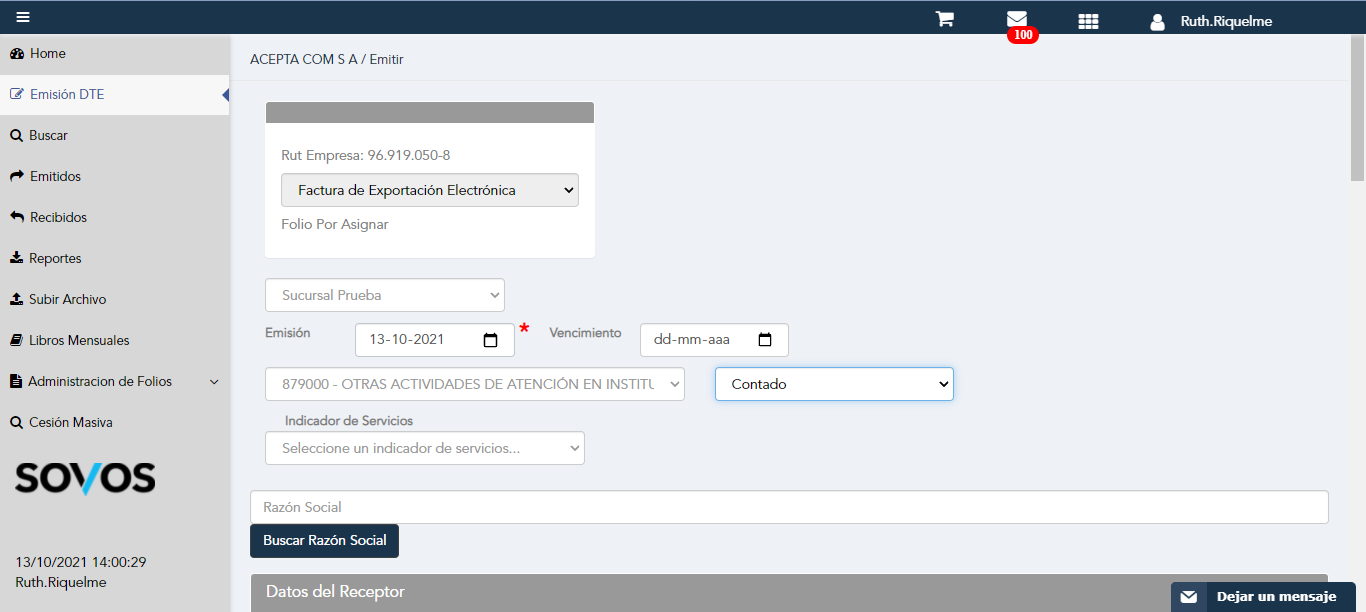 100
Ruth.Riquelme
Home
Emisión DTE
Buscar
Emitidos
Recibidos
Reportes
Subir Archivo
Libros Mensuales
Administracion de Folios
Cesión Masiva
SOVOS
13/10/2021 14:00:29
Ruth.Riquelme
ACEPTA COM S A / Emitir
Rut Empresa: 96.919.050-8
Factura de Exportación Electrónica
Folio Por Asignar
Sucursal Prueba
Emisión 13-10-2021 * Vencimiento dd-mm-aaa
879000 - OTRAS ACTIVIDADES DE ATENCIÓN EN INSTITU Contado
Indicador de Servicios
Seleccione un indicador de servicios...
Razón Social
Buscar Razón Social
Datos del Receptor
Dejar un mensaje